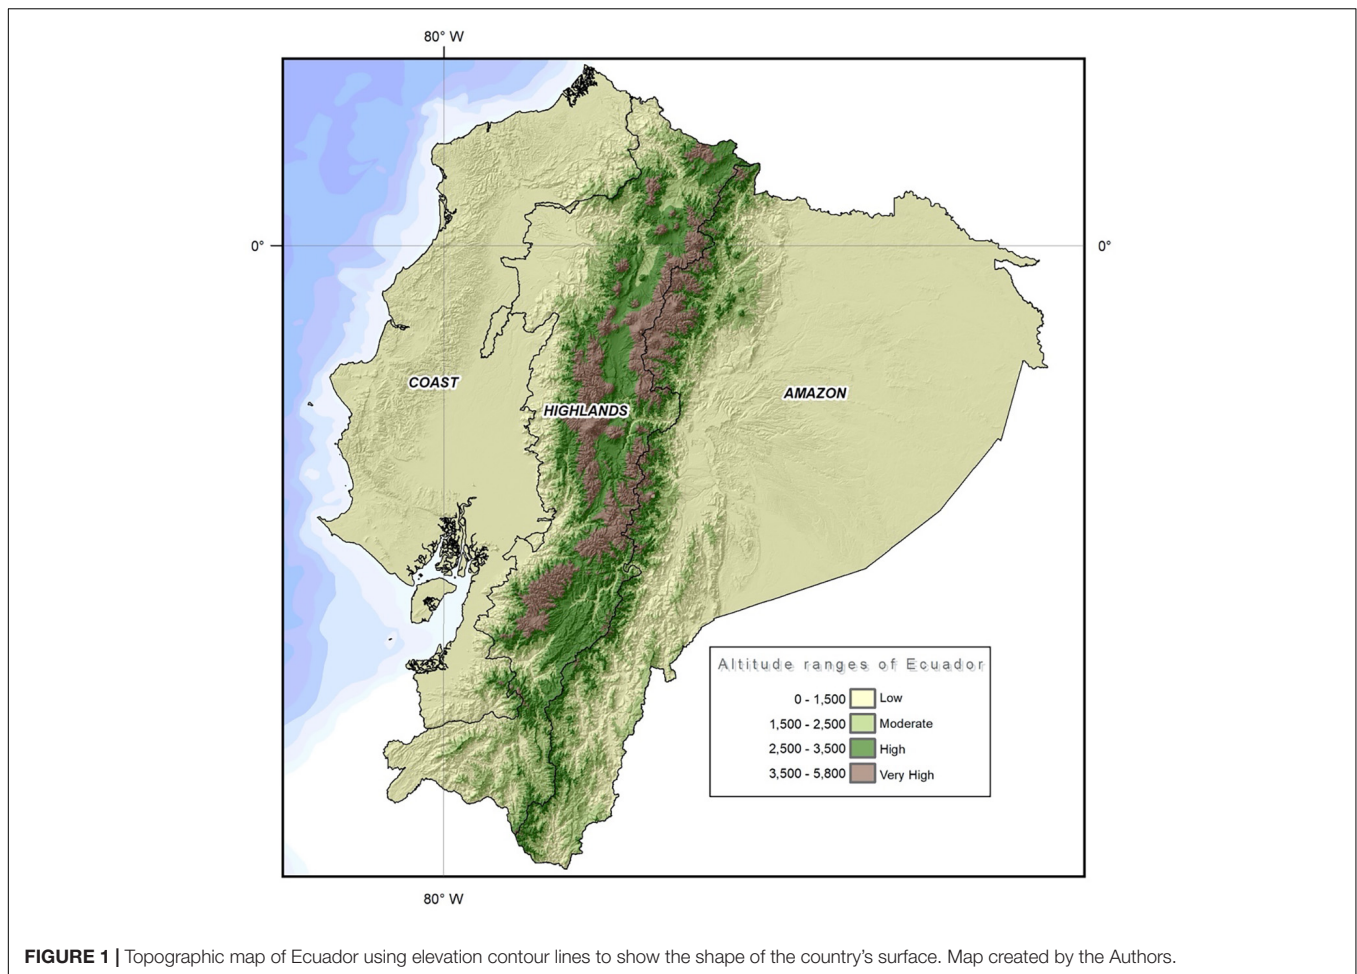 80° W
0°
0°
COAST
HIGHLANDS
AMAZON
Altitude ranges of Ecuador
0 - 1,500 Low
1,500 - 2,500 Moderate
2,500 - 3,500 High
3,500 - 5,800 Very High
80° W
FIGURE 1 | Topographic map of Ecuador using elevation contour lines to show the shape of the country's surface. Map created by the Authors.